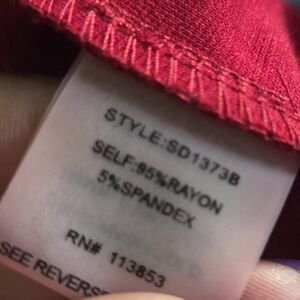 STYLE:SD1373B
SELF:95%RAYON
5%SPANDEX
RN# 113853
SEE REVERSE